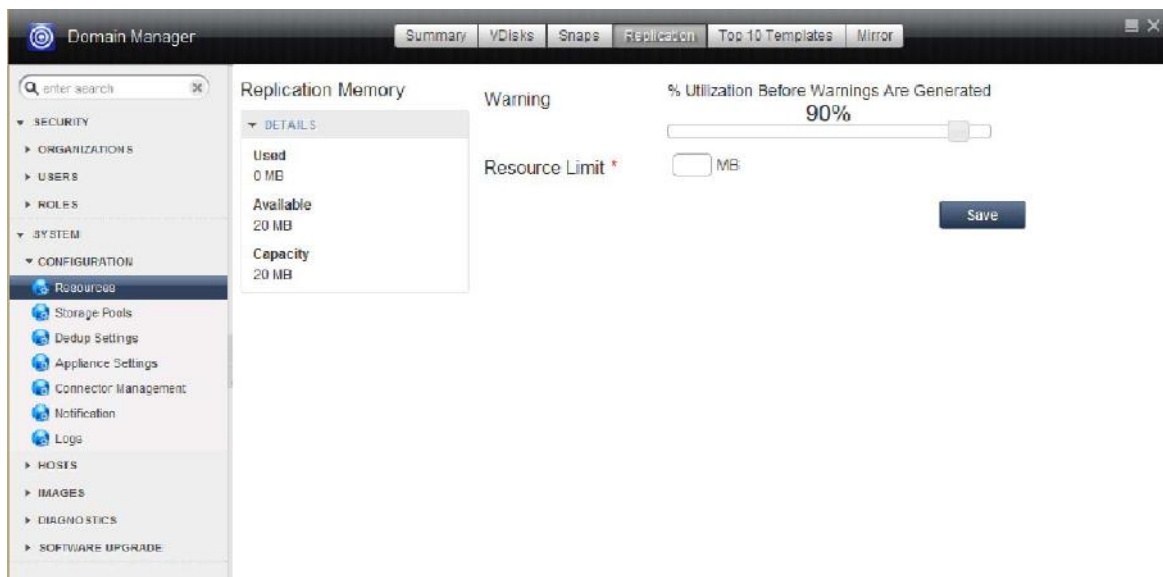 Domain Manager
Summary VDisks Snaps Replication Top 10 Templates Mirror
enter search
SECURITY
ORGANIZATIONS
USERS
ROLES
SYSTEM
CONFIGURATION
Resources
Storage Pools
Dedup Settings
Appliance Settings
Connector Management
Notification
Logs
HOSTS
IMAGES
DIAGNOSTICS
SOFTWARE UPGRADE
Replication Memory
DETAILS
Used
0 MB
Available
20 MB
Capacity
20 MB
Warning
% Utilization Before Warnings Are Generated
90%
Resource Limit *
MB
Save